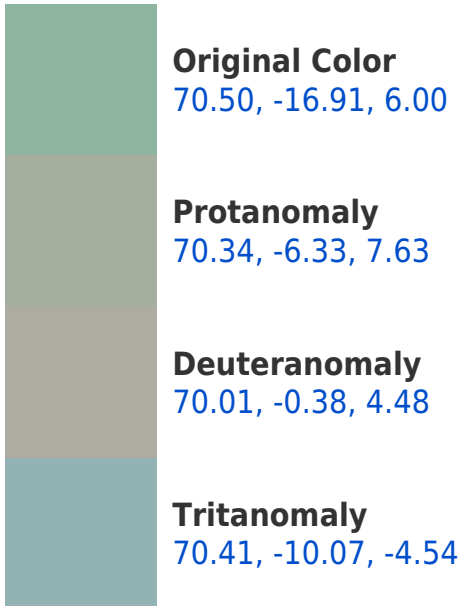 Original Color
70.50, -16.91, 6.00
Protanomaly
70.34, -6.33, 7.63
Deuteranomaly
70.01, -0.38, 4.48
Tritanomaly
70.41, -10.07, -4.54